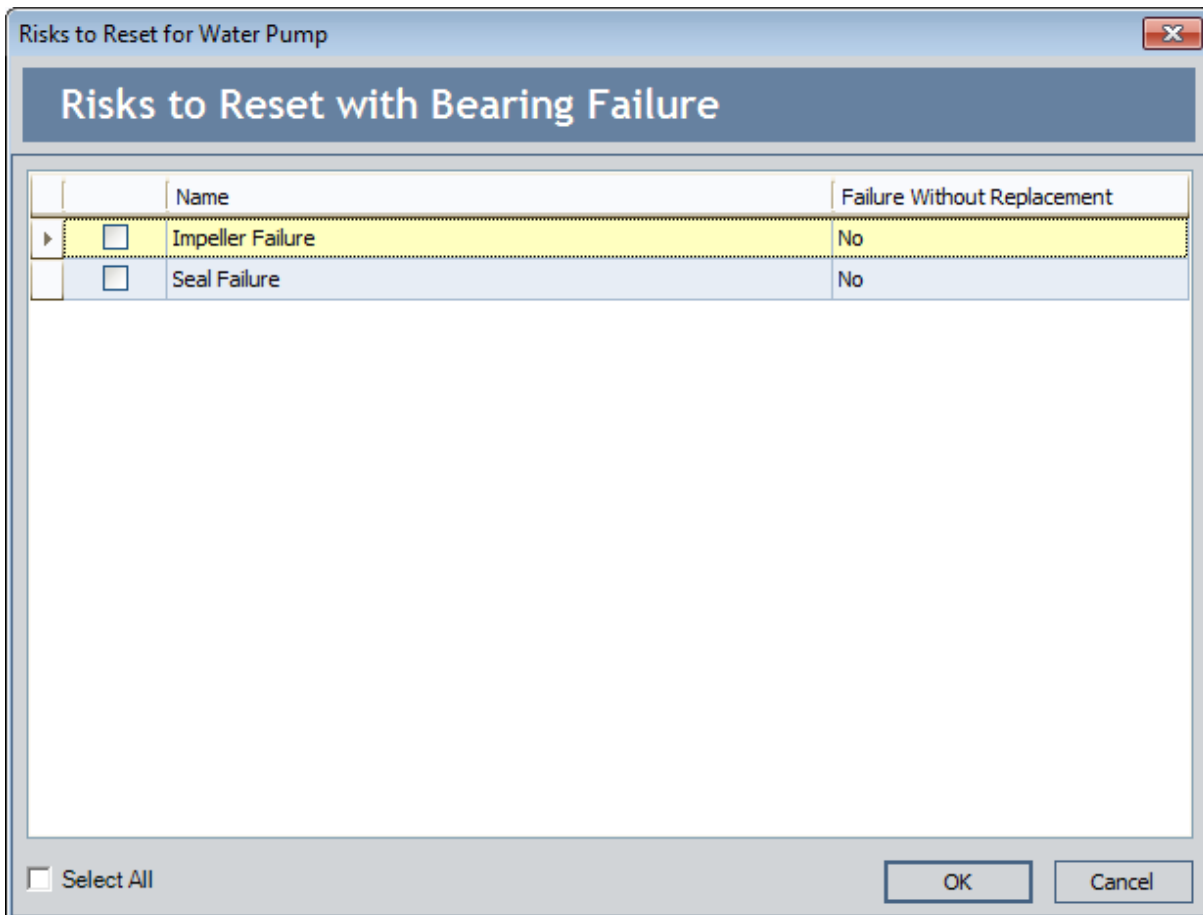 Risks to Reset for Water Pump
Risks to Reset with Bearing Failure
Name Failure Without Replacement
Impeller Failure No
Seal Failure No
Select All OK Cancel